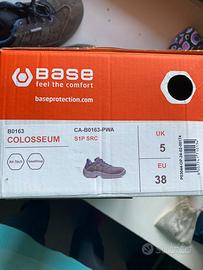 BASE
feel the comfort
baseprotection.com
B0163
COLOSSEUM
CA-B0163-PWA
S1P SRC
UK
5
EU
38